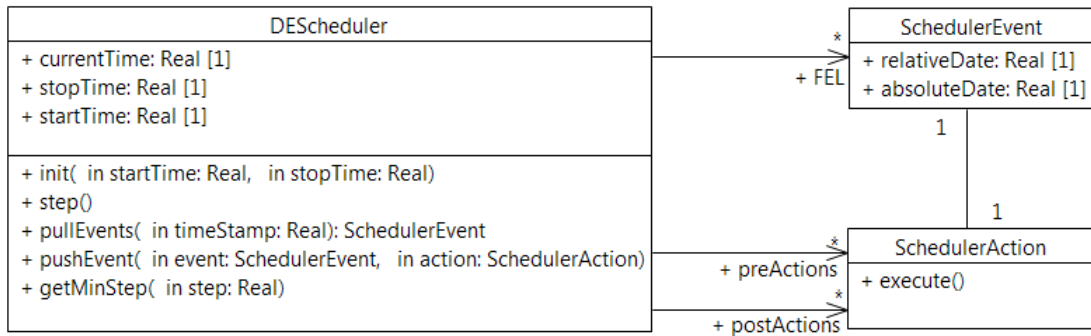 DEScheduler
+ currentTime: Real [1]
+ stopTime: Real [1]
+ startTime: Real [1]
+ init( in startTime: Real, in stopTime: Real)
+ step()
+ pullEvents( in timeStamp: Real): SchedulerEvent
+ pushEvent( in event: SchedulerEvent, in action: SchedulerAction)
+ getMinStep( in step: Real)
*
+ FEL
SchedulerEvent
+ relativeDate: Real [1]
+ absoluteDate: Real [1]
1
1
*
+ preActions
*
+ postActions
SchedulerAction
+ execute()